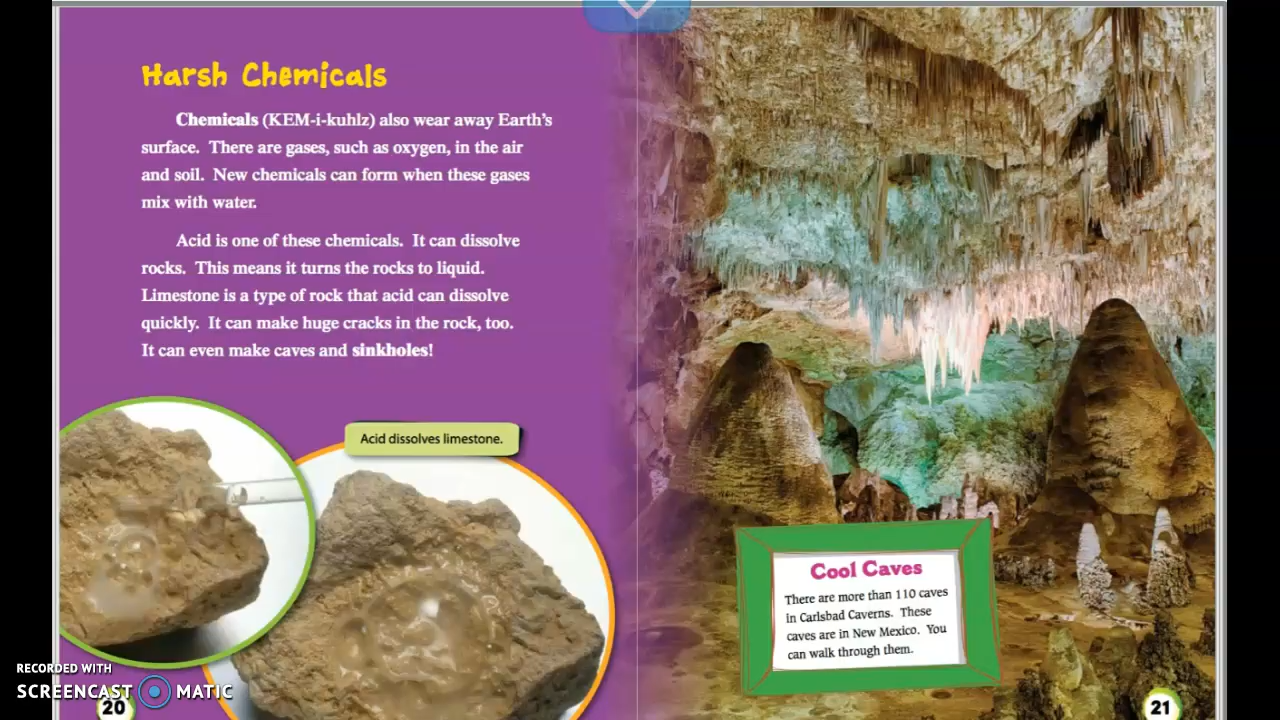 Harsh Chemicals
Chemicals (KEM-i-kuhlz) also wear away Earth's
surface. There are gases, such as oxygen, in the air
and soil. New chemicals can form when these gases
mix with water.
Acid is one of these chemicals. It can dissolve
rocks. This means it turns the rocks to liquid.
Limestone is a type of rock that acid can dissolve
quickly. It can make huge cracks in the rock, too.
It can even make caves and sinkholes!
Acid dissolves limestone.
Cool Caves
There are more than 110 caves
in Carlsbad Caverns. These
caves are in New Mexico. You
can walk through them.
RECORDED WITH
SCREENCAST MATIC
20
21